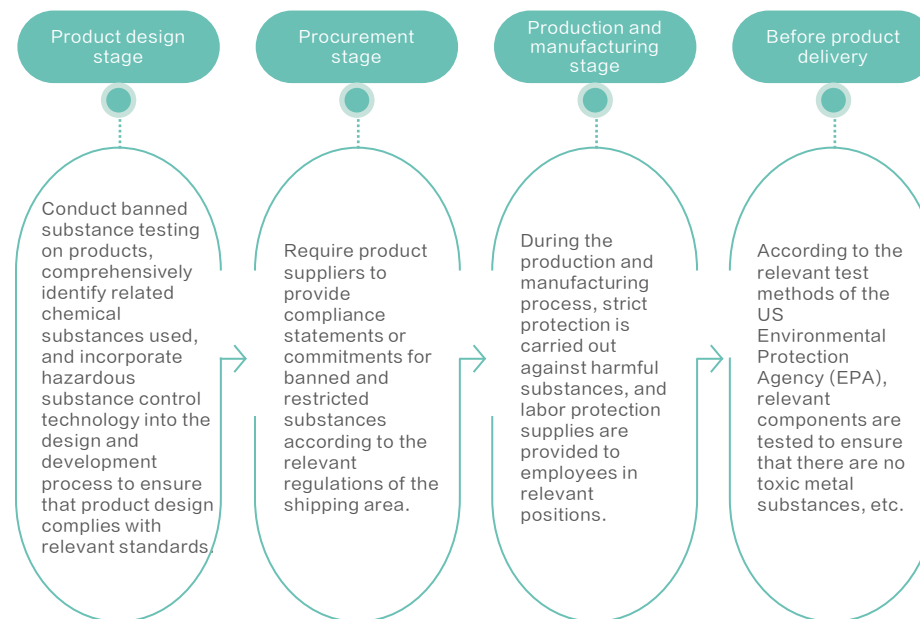 Product design
stage
Conduct banned
substance testing
on products,
comprehensively
identify related
chemical
substances used,
and incorporate
hazardous
substance control
technology into the
design and
development
process to ensure
that product design
complies with
relevant standards.
Procurement
stage
Require product
suppliers to
provide
compliance
statements or
commitments for
banned and
restricted
substances
according to the
relevant
regulations of the
shipping area.
Production and
manufacturing
stage
During the
production and
manufacturing
process, strict
protection is
carried out
against harmful
substances, and
labor protection
supplies are
provided to
employees in
relevant
positions.
Before product
delivery
According to the
relevant test
methods of the
US
Environmental
Protection
Agency (EPA),
relevant
components are
tested to ensure
that there are no
toxic metal
substances, etc.